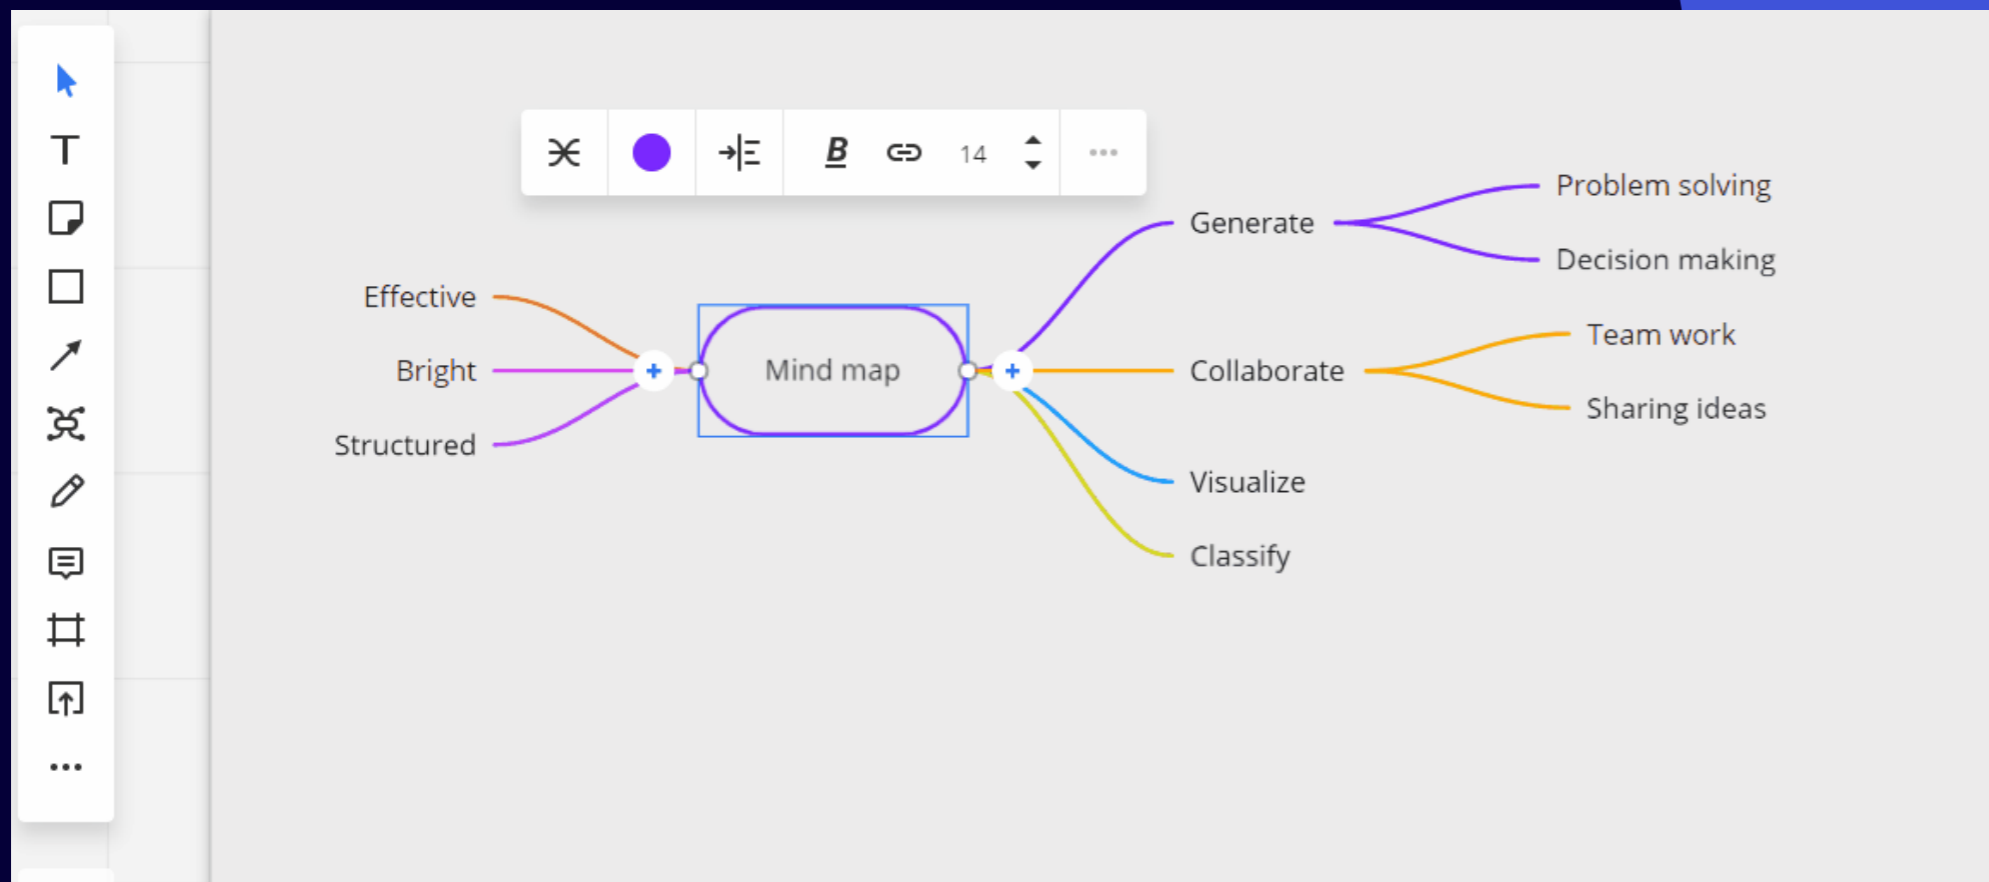 B 14
Problem solving
Generate
Decision making
Effective
Team work
Bright
Mind map
Collaborate
Sharing ideas
Structured
Visualize
Classify